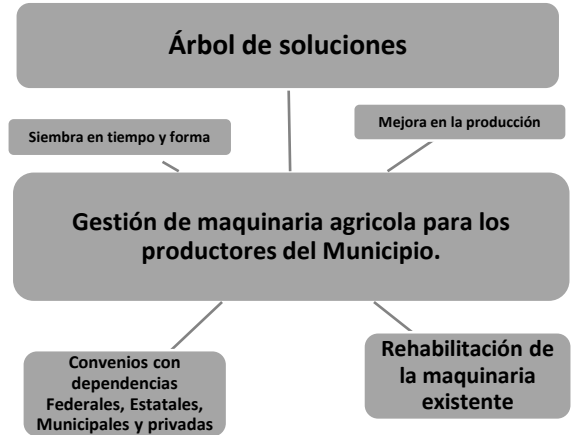 Árbol de soluciones
Siembra en tiempo y forma
Mejora en la producción
Gestión de maquinaria agricola para los
productores del Municipio.
Convenios con
dependencias
Federales, Estatales,
Municipales y privadas
Rehabilitación de
la maquinaria
existente